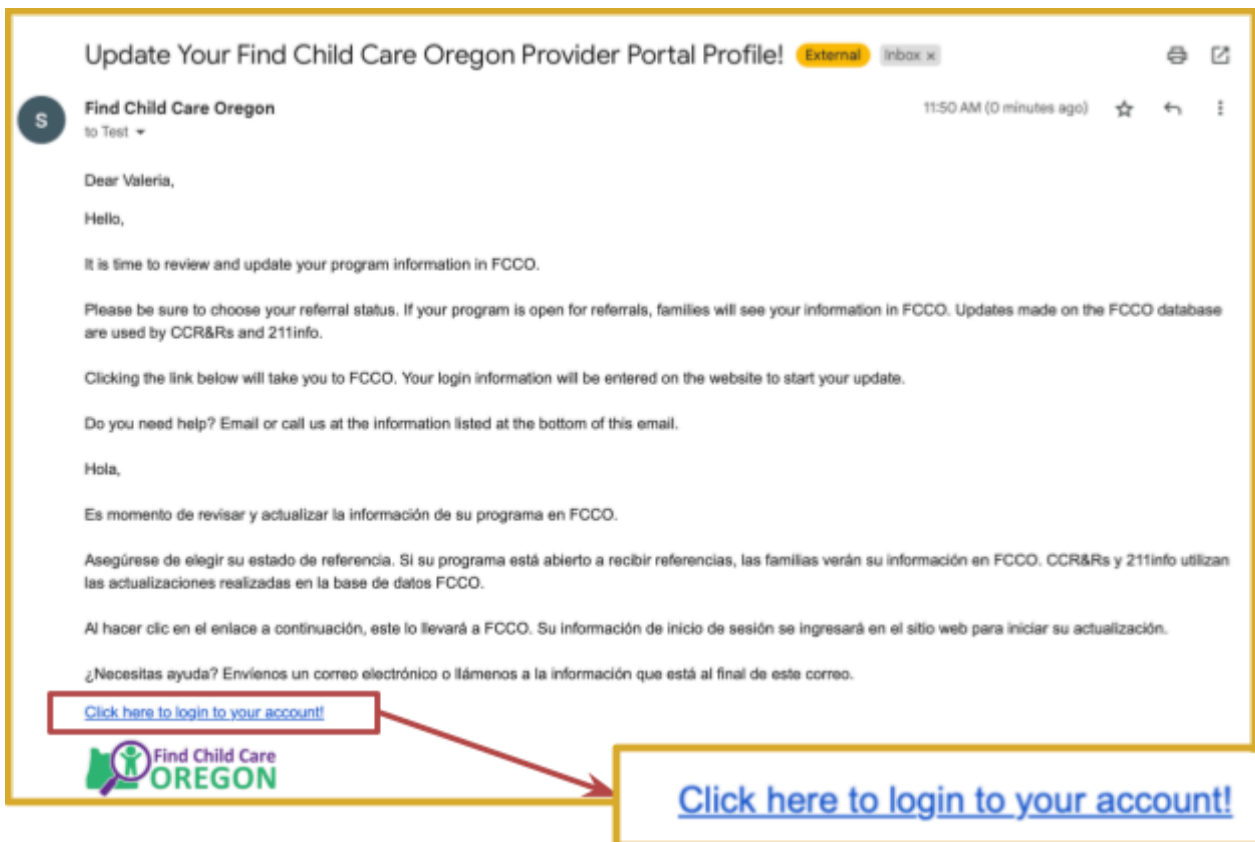 Update Your Find Child Care Oregon Provider Portal Profile! External Inbox x
S
Find Child Care Oregon
11:50 AM (0 minutes ago)
to Test
Dear Valeria,
Hello,
It is time to review and update your program information in FCCO.
Please be sure to choose your referral status. If your program is open for referrals, families will see your information in FCCO. Updates made on the FCCO database
are used by CCR&Rs and 211info.
Clicking the link below will take you to FCCO. Your login information will be entered on the website to start your update.
Do you need help? Email or call us at the information listed at the bottom of this email.
Hola,
Es momento de revisar y actualizar la información de su programa en FCCO.
Asegúrese de elegir su estado de referencia. Si su programa está abierto a recibir referencias, las familias verán su información en FCCO. CCR&Rs y 211info utilizan
las actualizaciones realizadas en la base de datos FCCO.
Al hacer clic en el enlace a continuación, este lo llevará a FCCO. Su información de inicio de sesión se ingresará en el sitio web para iniciar su actualización.
¿Necesitas ayuda? Envíenos un correo electrónico o llámenos a la información que está al final de este correo.
Click here to login to your account!
Find Child Care
OREGON
Click here to login to your account!